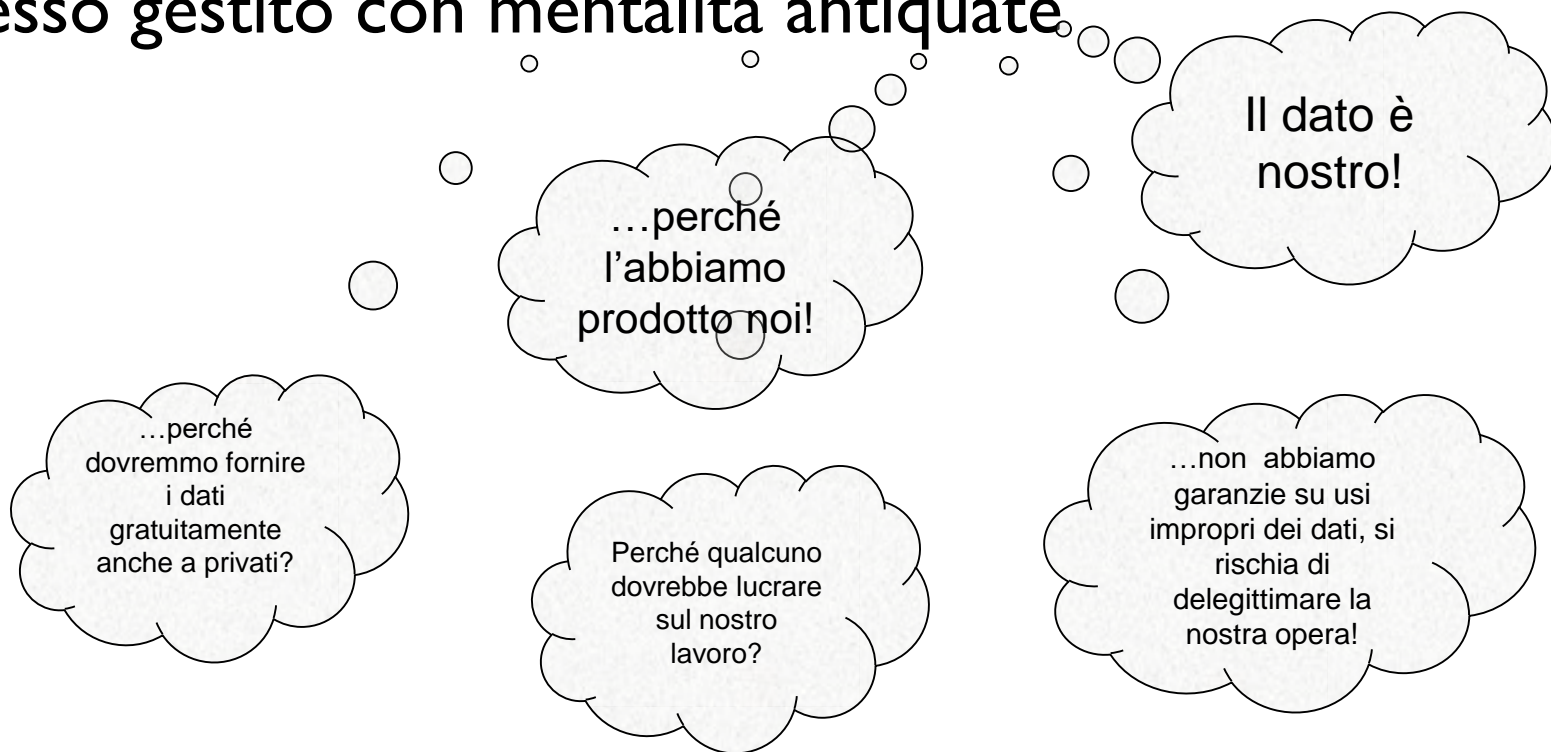 esso gestito con mentalità antiquate
Il dato è
nostro!
…perché
l’abbiamo
prodotto noi!
…perché
dovremmo fornire
i dati
gratuitamente
anche a privati?
Perché qualcuno
dovrebbe lucrare
sul nostro
lavoro?
…non abbiamo
garanzie su usi
impropri dei dati, si
rischia di
delegittimare la
nostra opera!